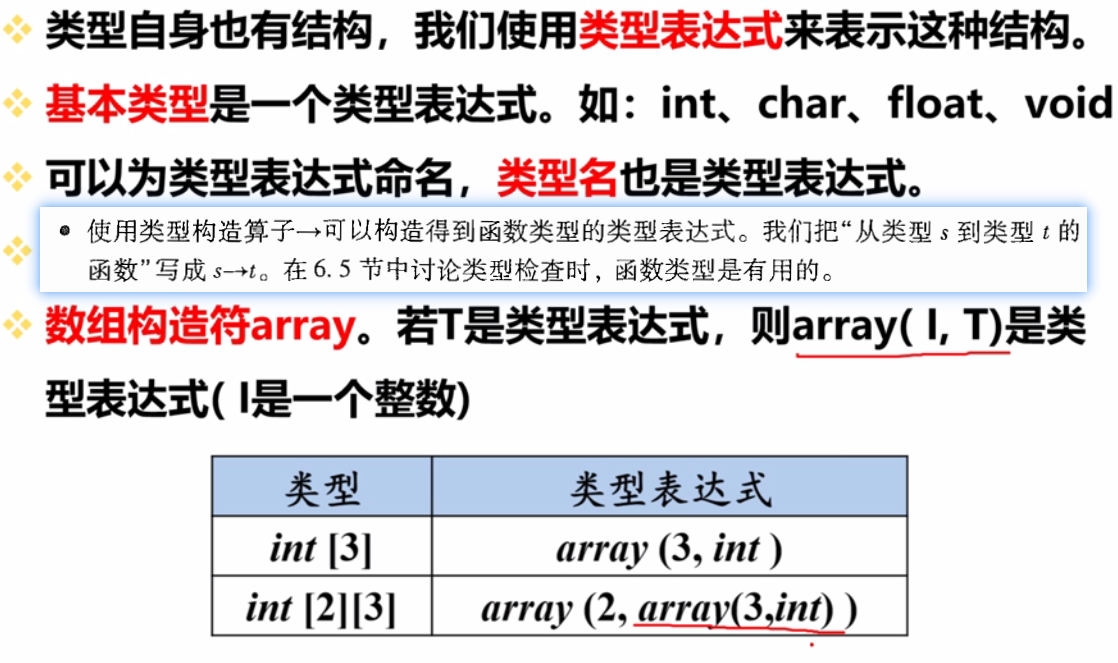 类型自身也有结构，我们使用类型表达式来表示这种结构。
基本类型是一个类型表达式。如：int、char、float、void
可以为类型表达式命名，类型名也是类型表达式。
• 使用类型构造算子→可以构造得到函数类型的类型表达式。我们把“从类型 s 到类型 t 的
函数”写成 s→t。在 6.5 节中讨论类型检查时，函数类型是有用的。
数组构造符array。若T是类型表达式，则array( I, T)是类
型表达式( I是一个整数)
类型 类型表达式
int [3] array (3, int )
int [2][3] array (2, array(3,int) )